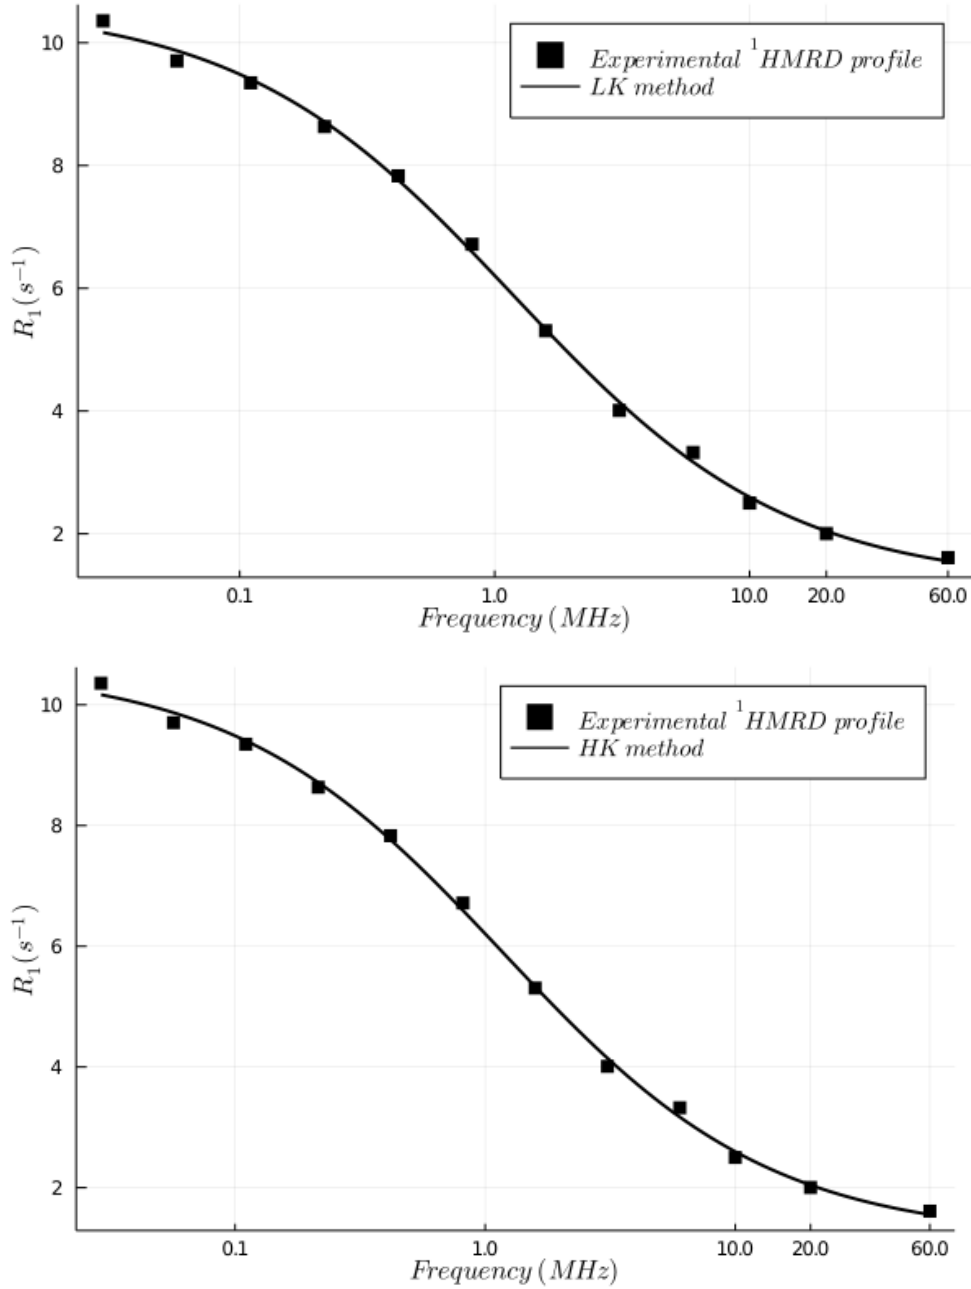 Experimental ¹HMRD profile
LK method
10
8
6
4
2
R₁(s⁻¹)
0.1 1.0 10.0 20.0 60.0
Frequency (MHz)
Experimental ¹HMRD profile
HK method
10
8
6
4
2
R₁(s⁻¹)
0.1 1.0 10.0 20.0 60.0
Frequency (MHz)